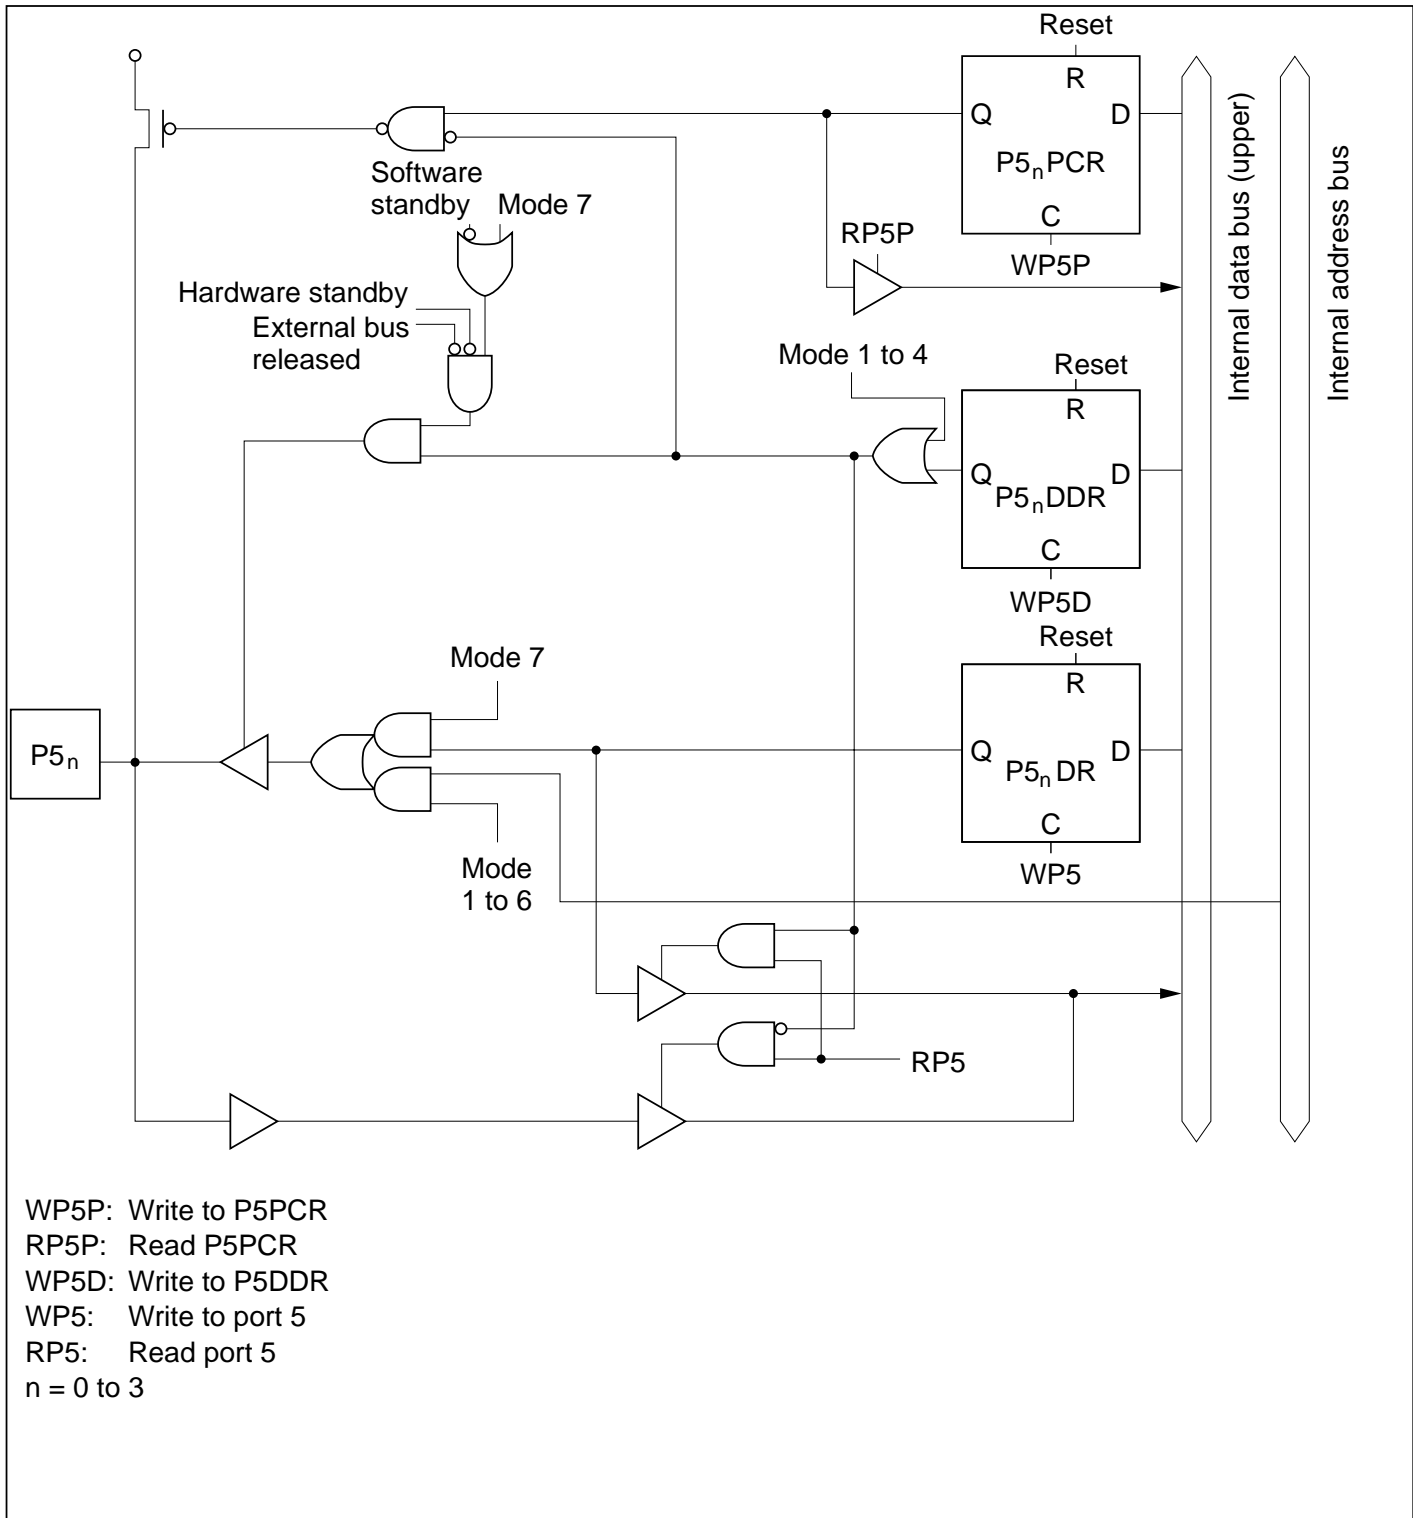 Reset
R
Q
D
P5nPCR
C
WP5P
Software
standby
Mode 7
RP5P
Hardware standby
External bus
released
Mode 1 to 4
Reset
R
Q
D
P5nDDR
C
WP5D
Internal data bus (upper)
Internal address bus
Reset
R
Mode 7
P5n
Q
D
P5n DR
C
WP5
Mode
1 to 6
RP5
WP5P: Write to P5PCR
RP5P: Read P5PCR
WP5D: Write to P5DDR
WP5: Write to port 5
RP5: Read port 5
n = 0 to 3